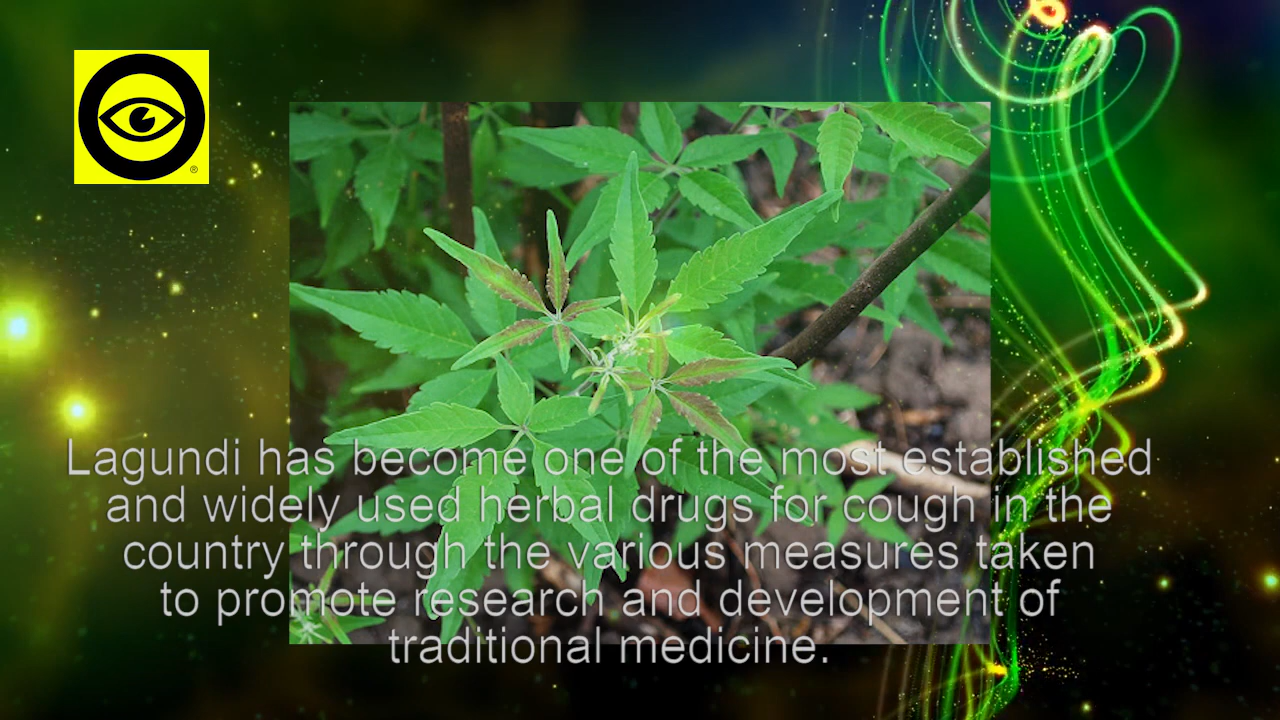 Lagundi has become one of the most established
and widely used herbal drugs for cough in the
country through the various measures taken
to promote research and development of
traditional medicine.
®